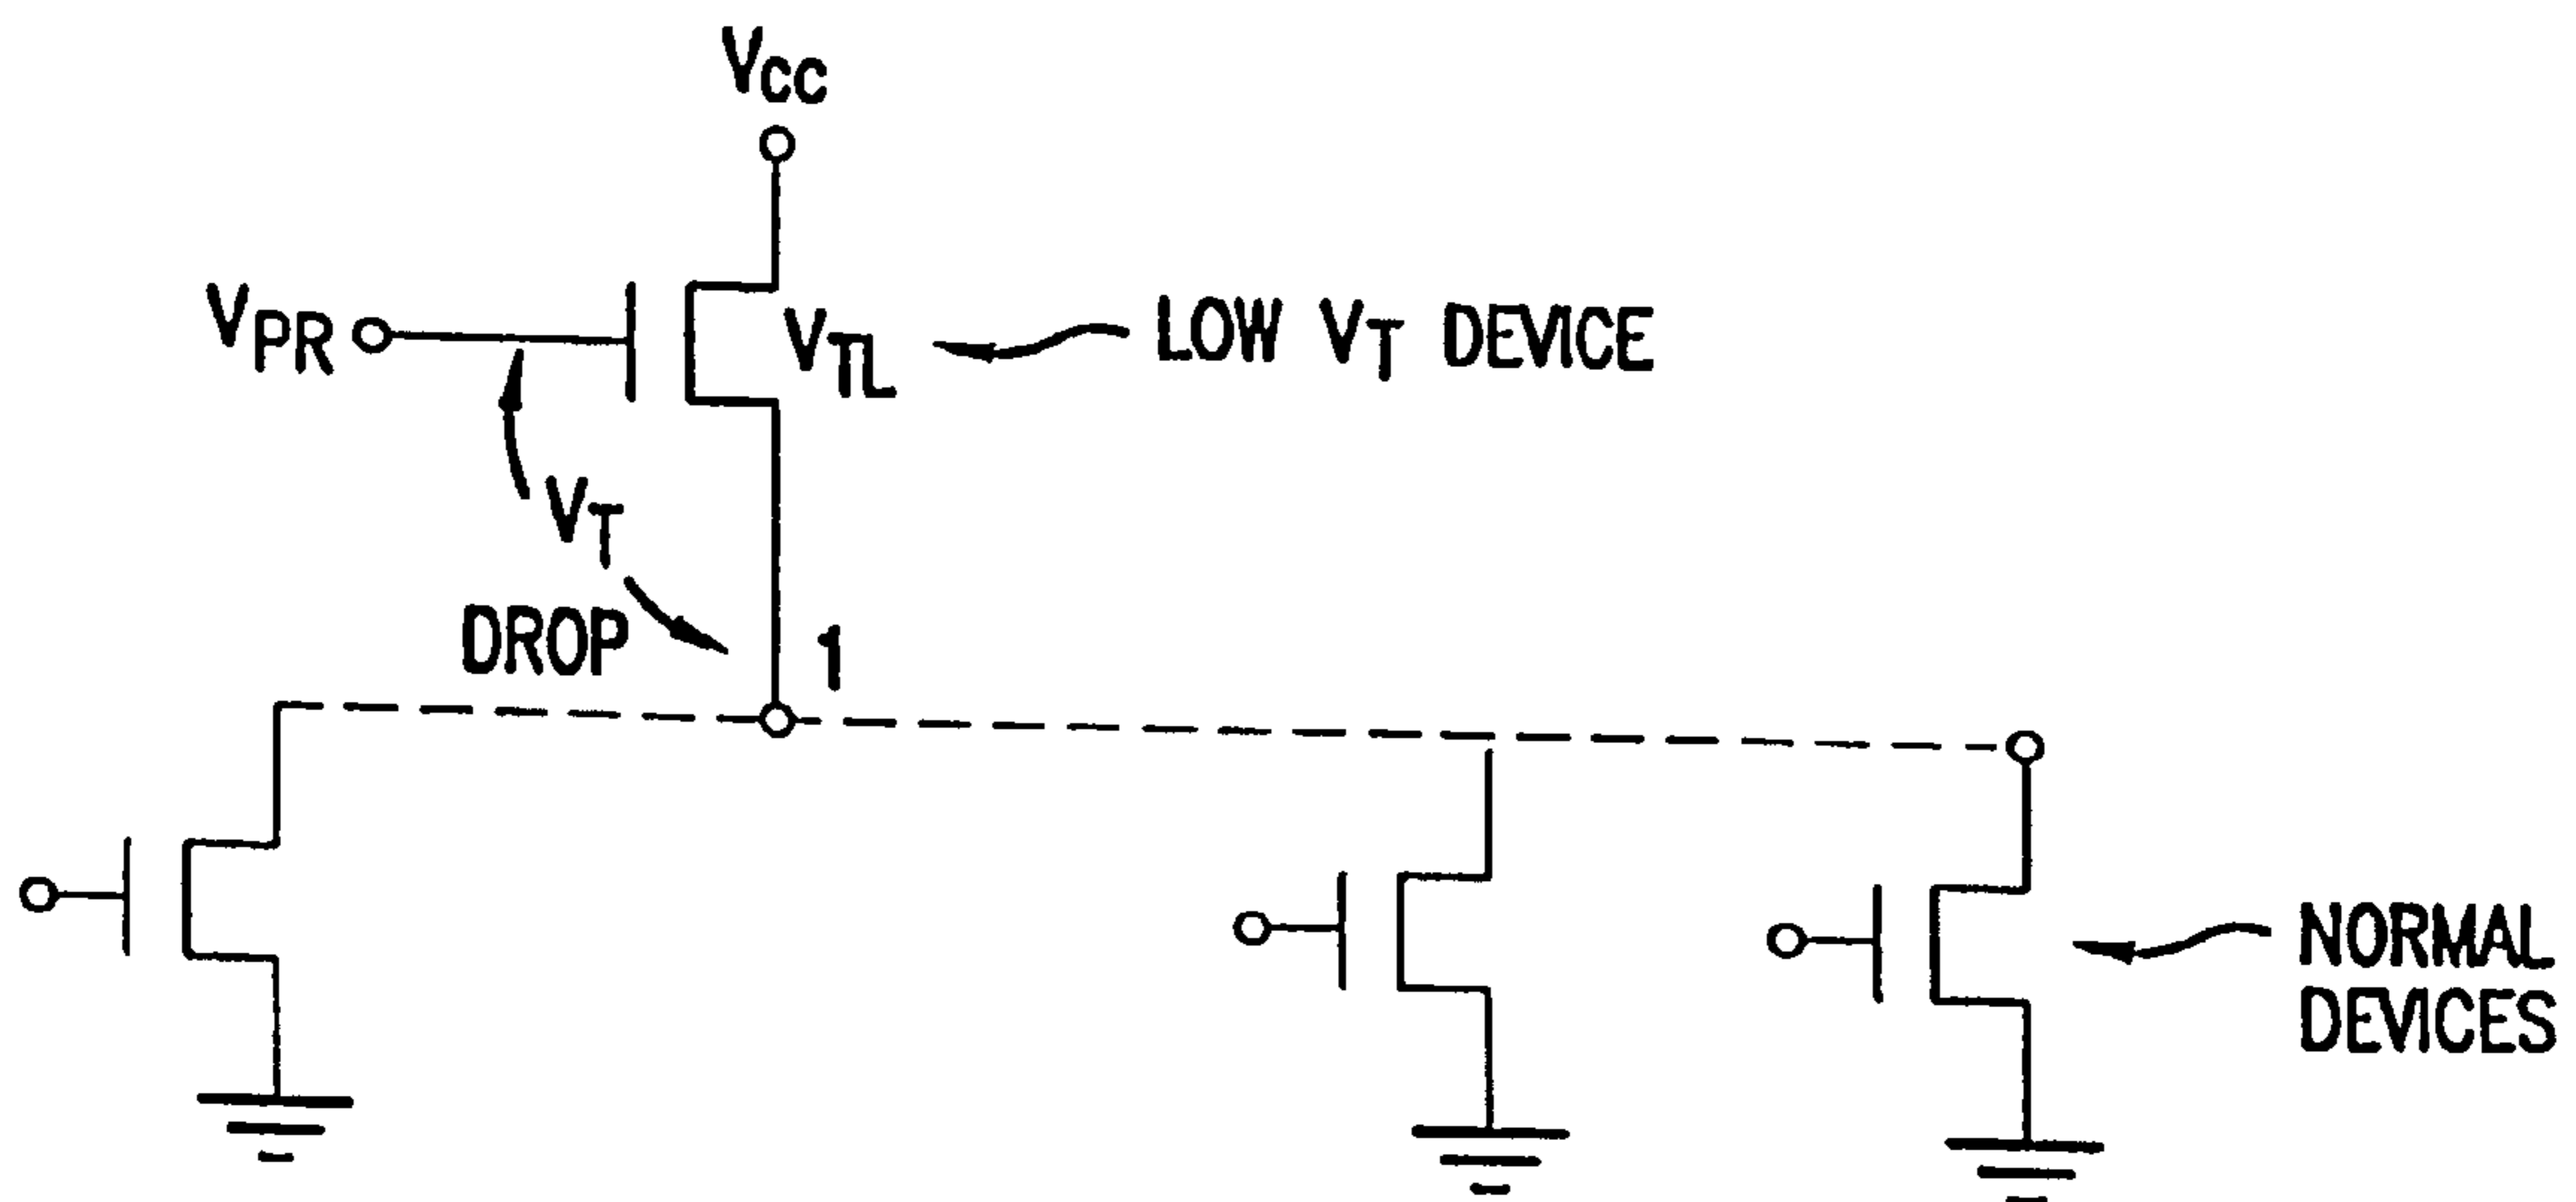 VCC
VPR
VTL
LOW VT DEVICE
VT
DROP
1
NORMAL
DEVICES